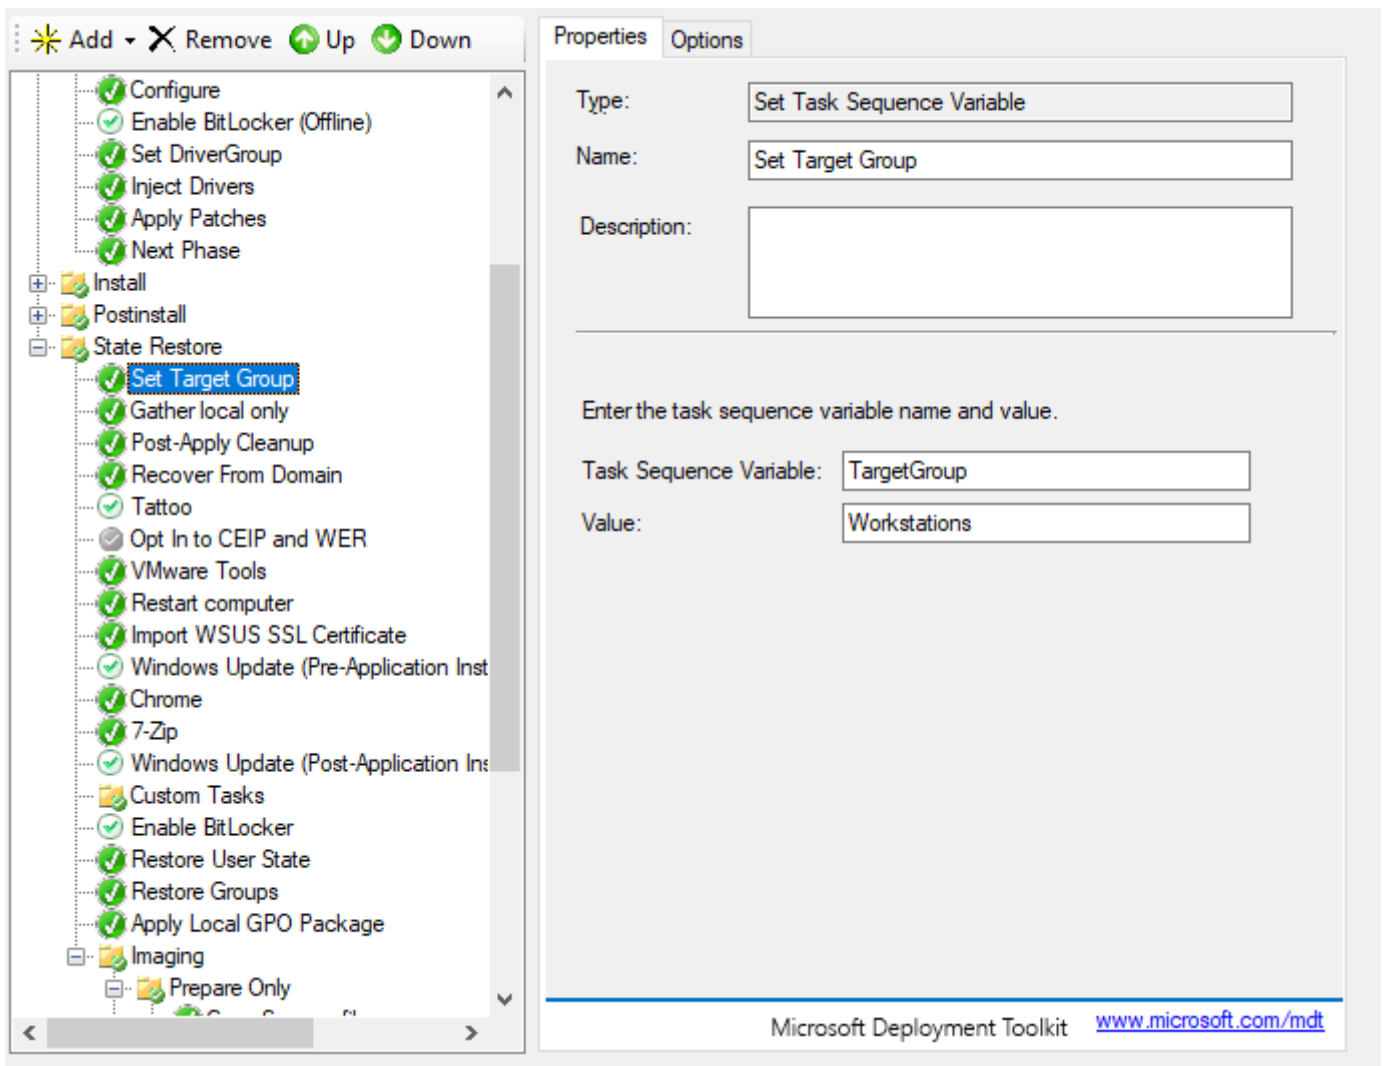 Add Remove Up Down
Configure
Enable BitLocker (Offline)
Set DriverGroup
Inject Drivers
Apply Patches
Next Phase
Install
Postinstall
State Restore
Set Target Group
Gather local only
Post-Apply Cleanup
Recover From Domain
Tattoo
Opt In to CEIP and WER
VMware Tools
Restart computer
Import WSUS SSL Certificate
Windows Update (Pre-Application Inst
Chrome
7-Zip
Windows Update (Post-Application Ins
Custom Tasks
Enable BitLocker
Restore User State
Restore Groups
Apply Local GPO Package
Imaging
Prepare Only
Properties Options
Type: Set Task Sequence Variable
Name: Set Target Group
Description:
Enter the task sequence variable name and value.
Task Sequence Variable: TargetGroup
Value: Workstations
Microsoft Deployment Toolkit www.microsoft.com/mdt